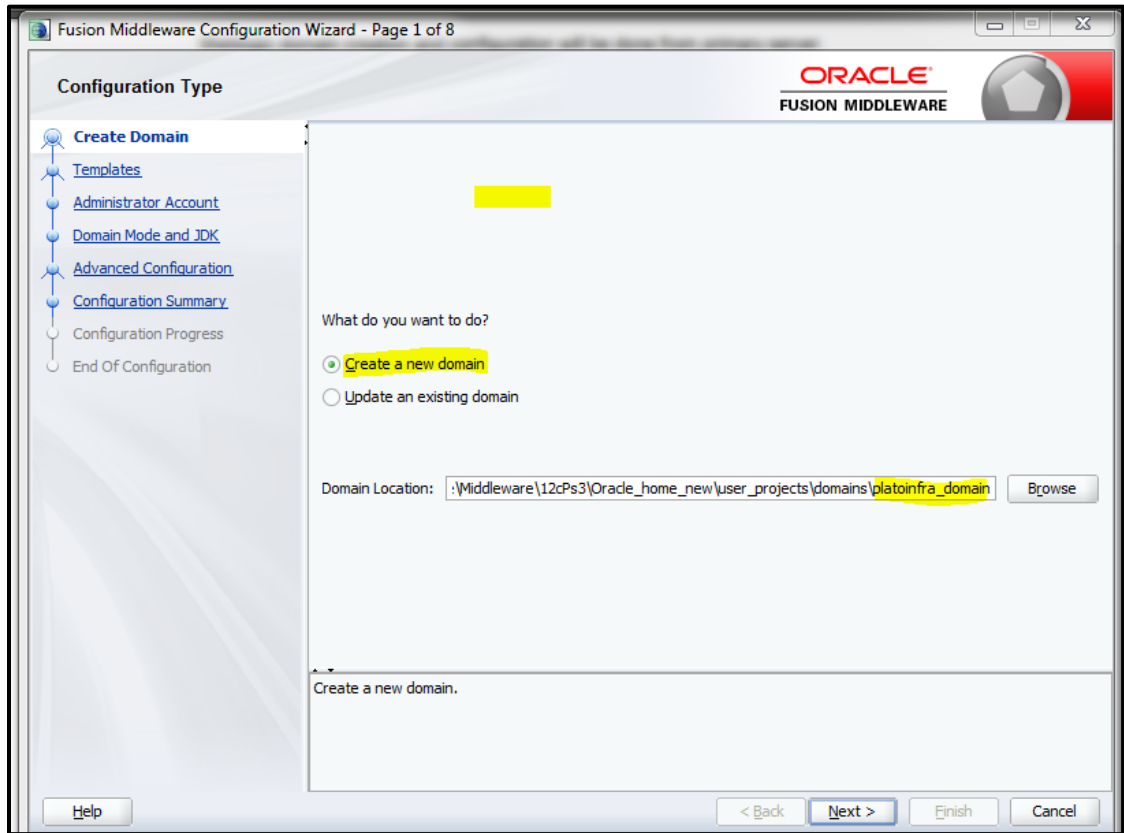 Fusion Middleware Configuration Wizard - Page 1 of 8
Configuration Type
ORACLE
FUSION MIDDLEWARE
Create Domain
Templates
Administrator Account
Domain Mode and JDK
Advanced Configuration
Configuration Summary
Configuration Progress
End Of Configuration
What do you want to do?
Create a new domain
Update an existing domain
Domain Location: :\Middleware\12cPs3\Oracle_home_new\user_projects\domains\platoinfra_domain Browse
Create a new domain.
Help < Back Next > Finish Cancel